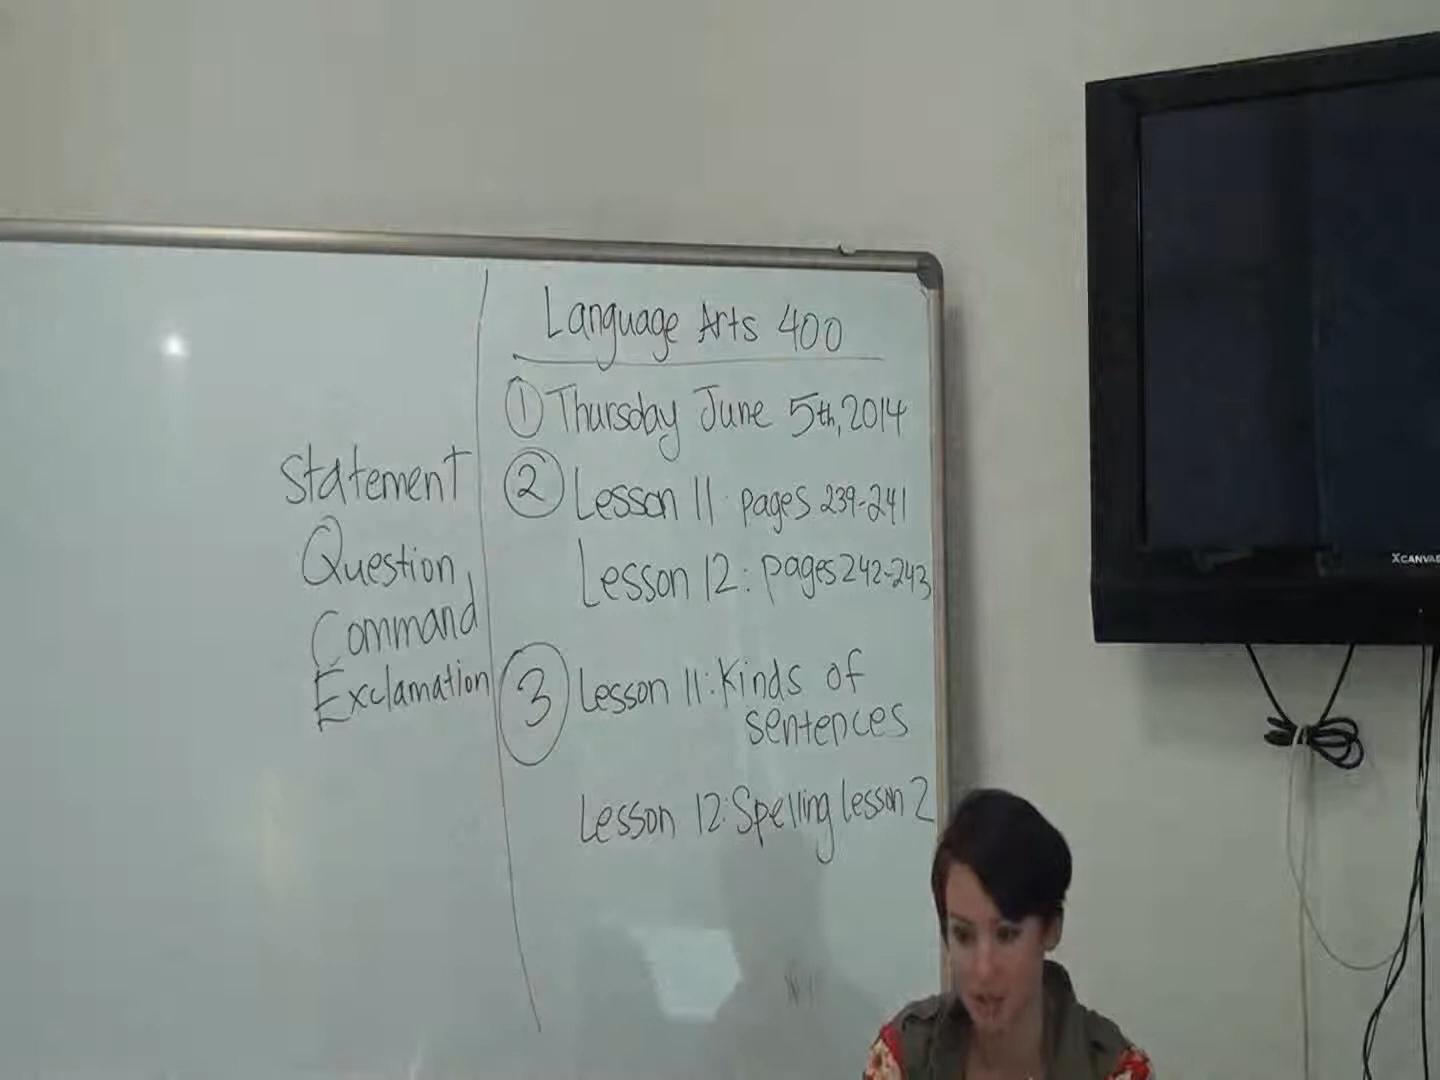 Statement
Question
Command
Exclamation
Language Arts 400
① Thursday June 5th, 2014
② Lesson 11: pages 239-241
Lesson 12: pages 242-243
③ Lesson 11: Kinds of
sentences
Lesson 12: Spelling lesson 2
XCANVAS